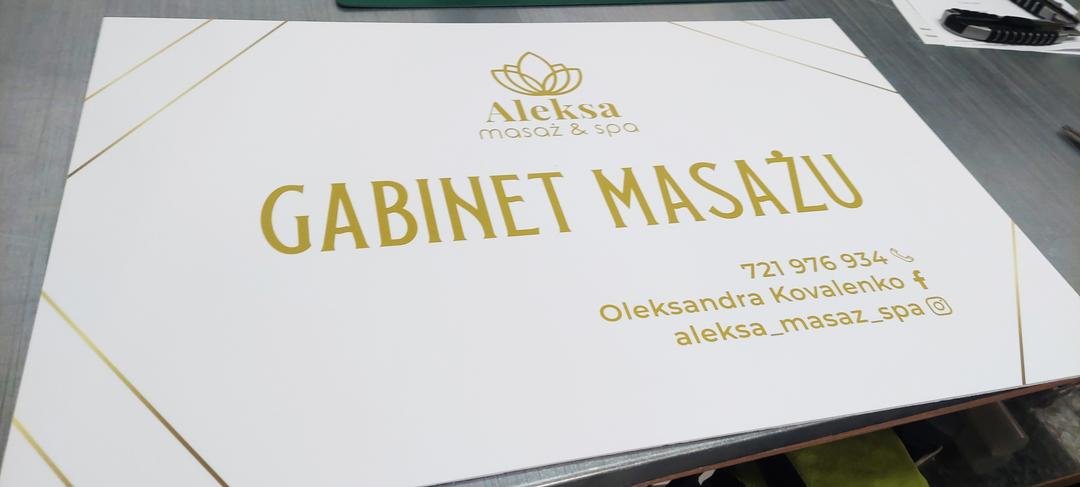 Aleksa
masaż & spa
GABINET MASAŻU
721 976 934
Oleksandra Kovalenko
aleksa_masaz_spa